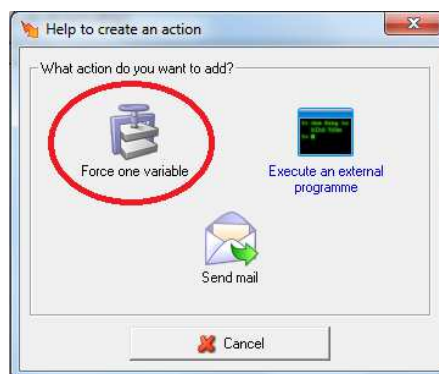 Help to create an action
What action do you want to add?
Force one variable
Execute an external
programme
Send mail
Cancel